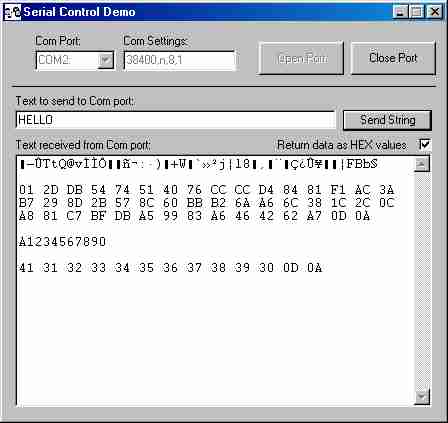 Serial Control Demo
Com Port:
Com Settings:
COM2:
38400,n,8,1
Open Port
Close Port
Text to send to Com port:
HELLO
Send String
Text received from Com port:
Return data as HEX values
01 2D DB 54 74 51 40 76 CC CC D4 84 81 F1 AC 3A
B7 29 8D 2B 57 8C 60 BB B2 6A A6 6C 38 1C 2C 0C
A8 81 C7 BF DB A5 99 83 A6 46 42 62 A7 0D 0A
A1234567890
41 31 32 33 34 35 36 37 38 39 30 0D 0A